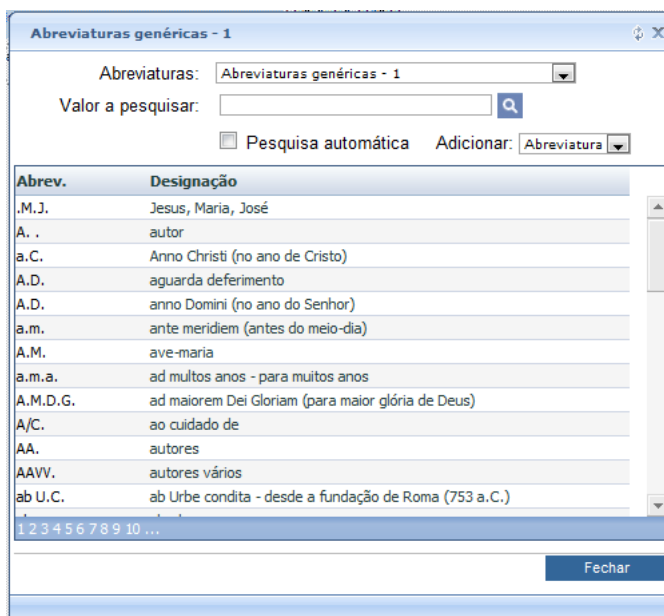 Abreviaturas genéricas - 1
Abreviaturas: Abreviaturas genéricas - 1
Valor a pesquisar:
Pesquisa automática Adicionar: Abreviatura
Abrev. Designação
.M.J. Jesus, Maria, José
A. . autor
a.C. Anno Christi (no ano de Cristo)
A.D. aguarda deferimento
A.D. anno Domini (no ano do Senhor)
a.m. ante meridiem (antes do meio-dia)
A.M. ave-maria
a.m.a. ad multos anos - para muitos anos
A.M.D.G. ad maiorem Dei Gloriam (para maior glória de Deus)
A/C. ao cuidado de
AA. autores
AAVV. autores vários
ab U.C. ab Urbe condita - desde a fundação de Roma (753 a.C.)
1 2 3 4 5 6 7 8 9 10 ...
Fechar